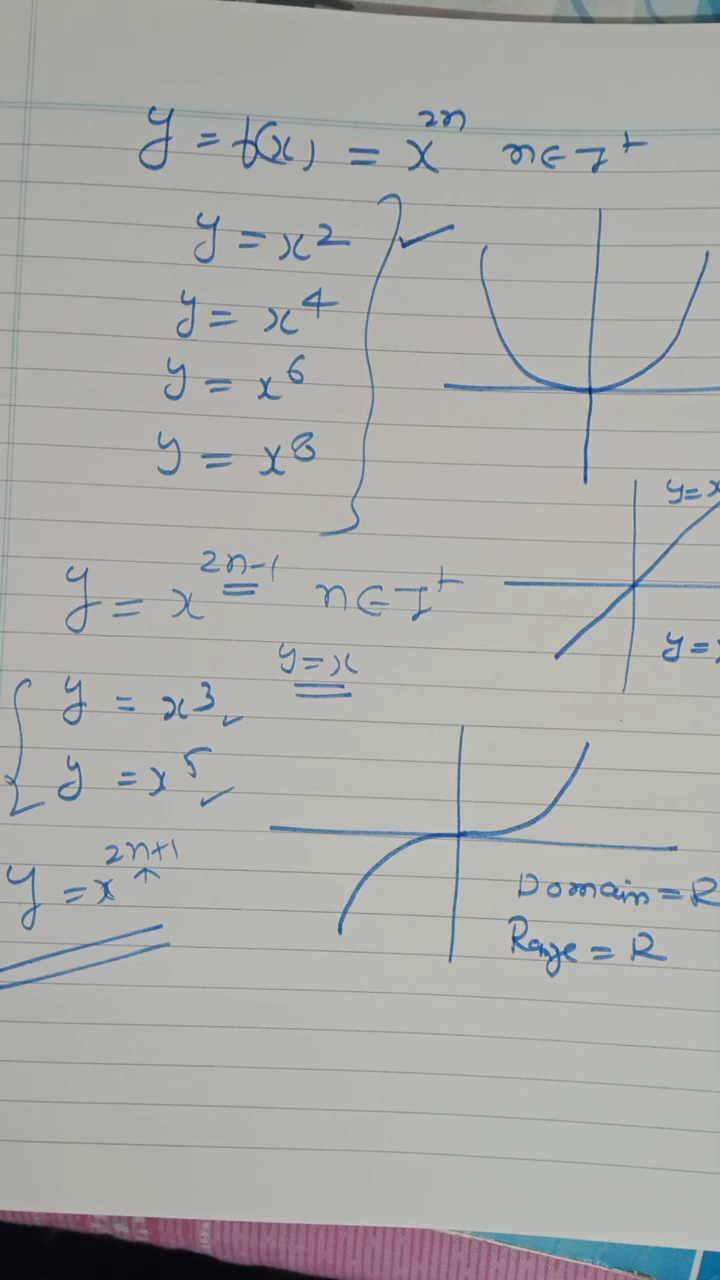 y = f(x) = x^2n n ∈ I^+
y = x^2
y = x^4
y = x^6
y = x^8
y = x
y = x^2n-1 n ∈ I^+
y =
y = x
y = x^3
y = x^5
y = x^2n+1
Domain = R
Range = R